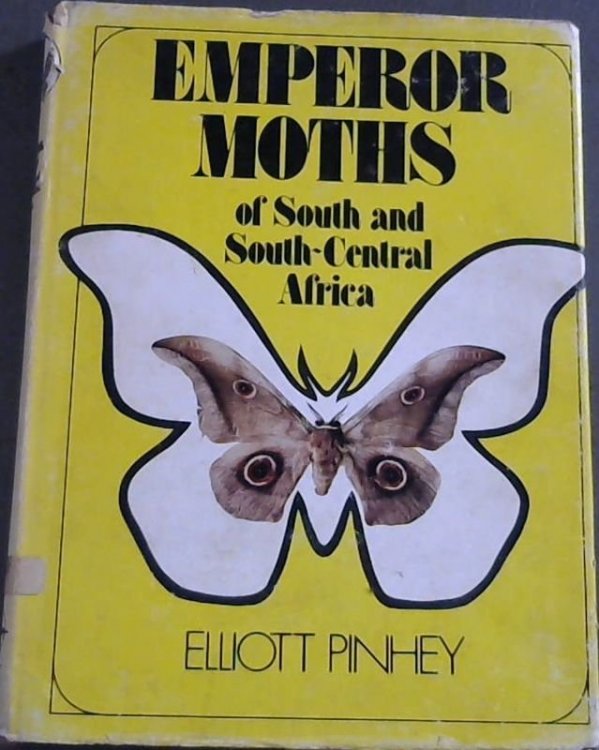 EMPEROR
MOTHS
of South and
South-Central
Africa
ELLIOTT PINHEY